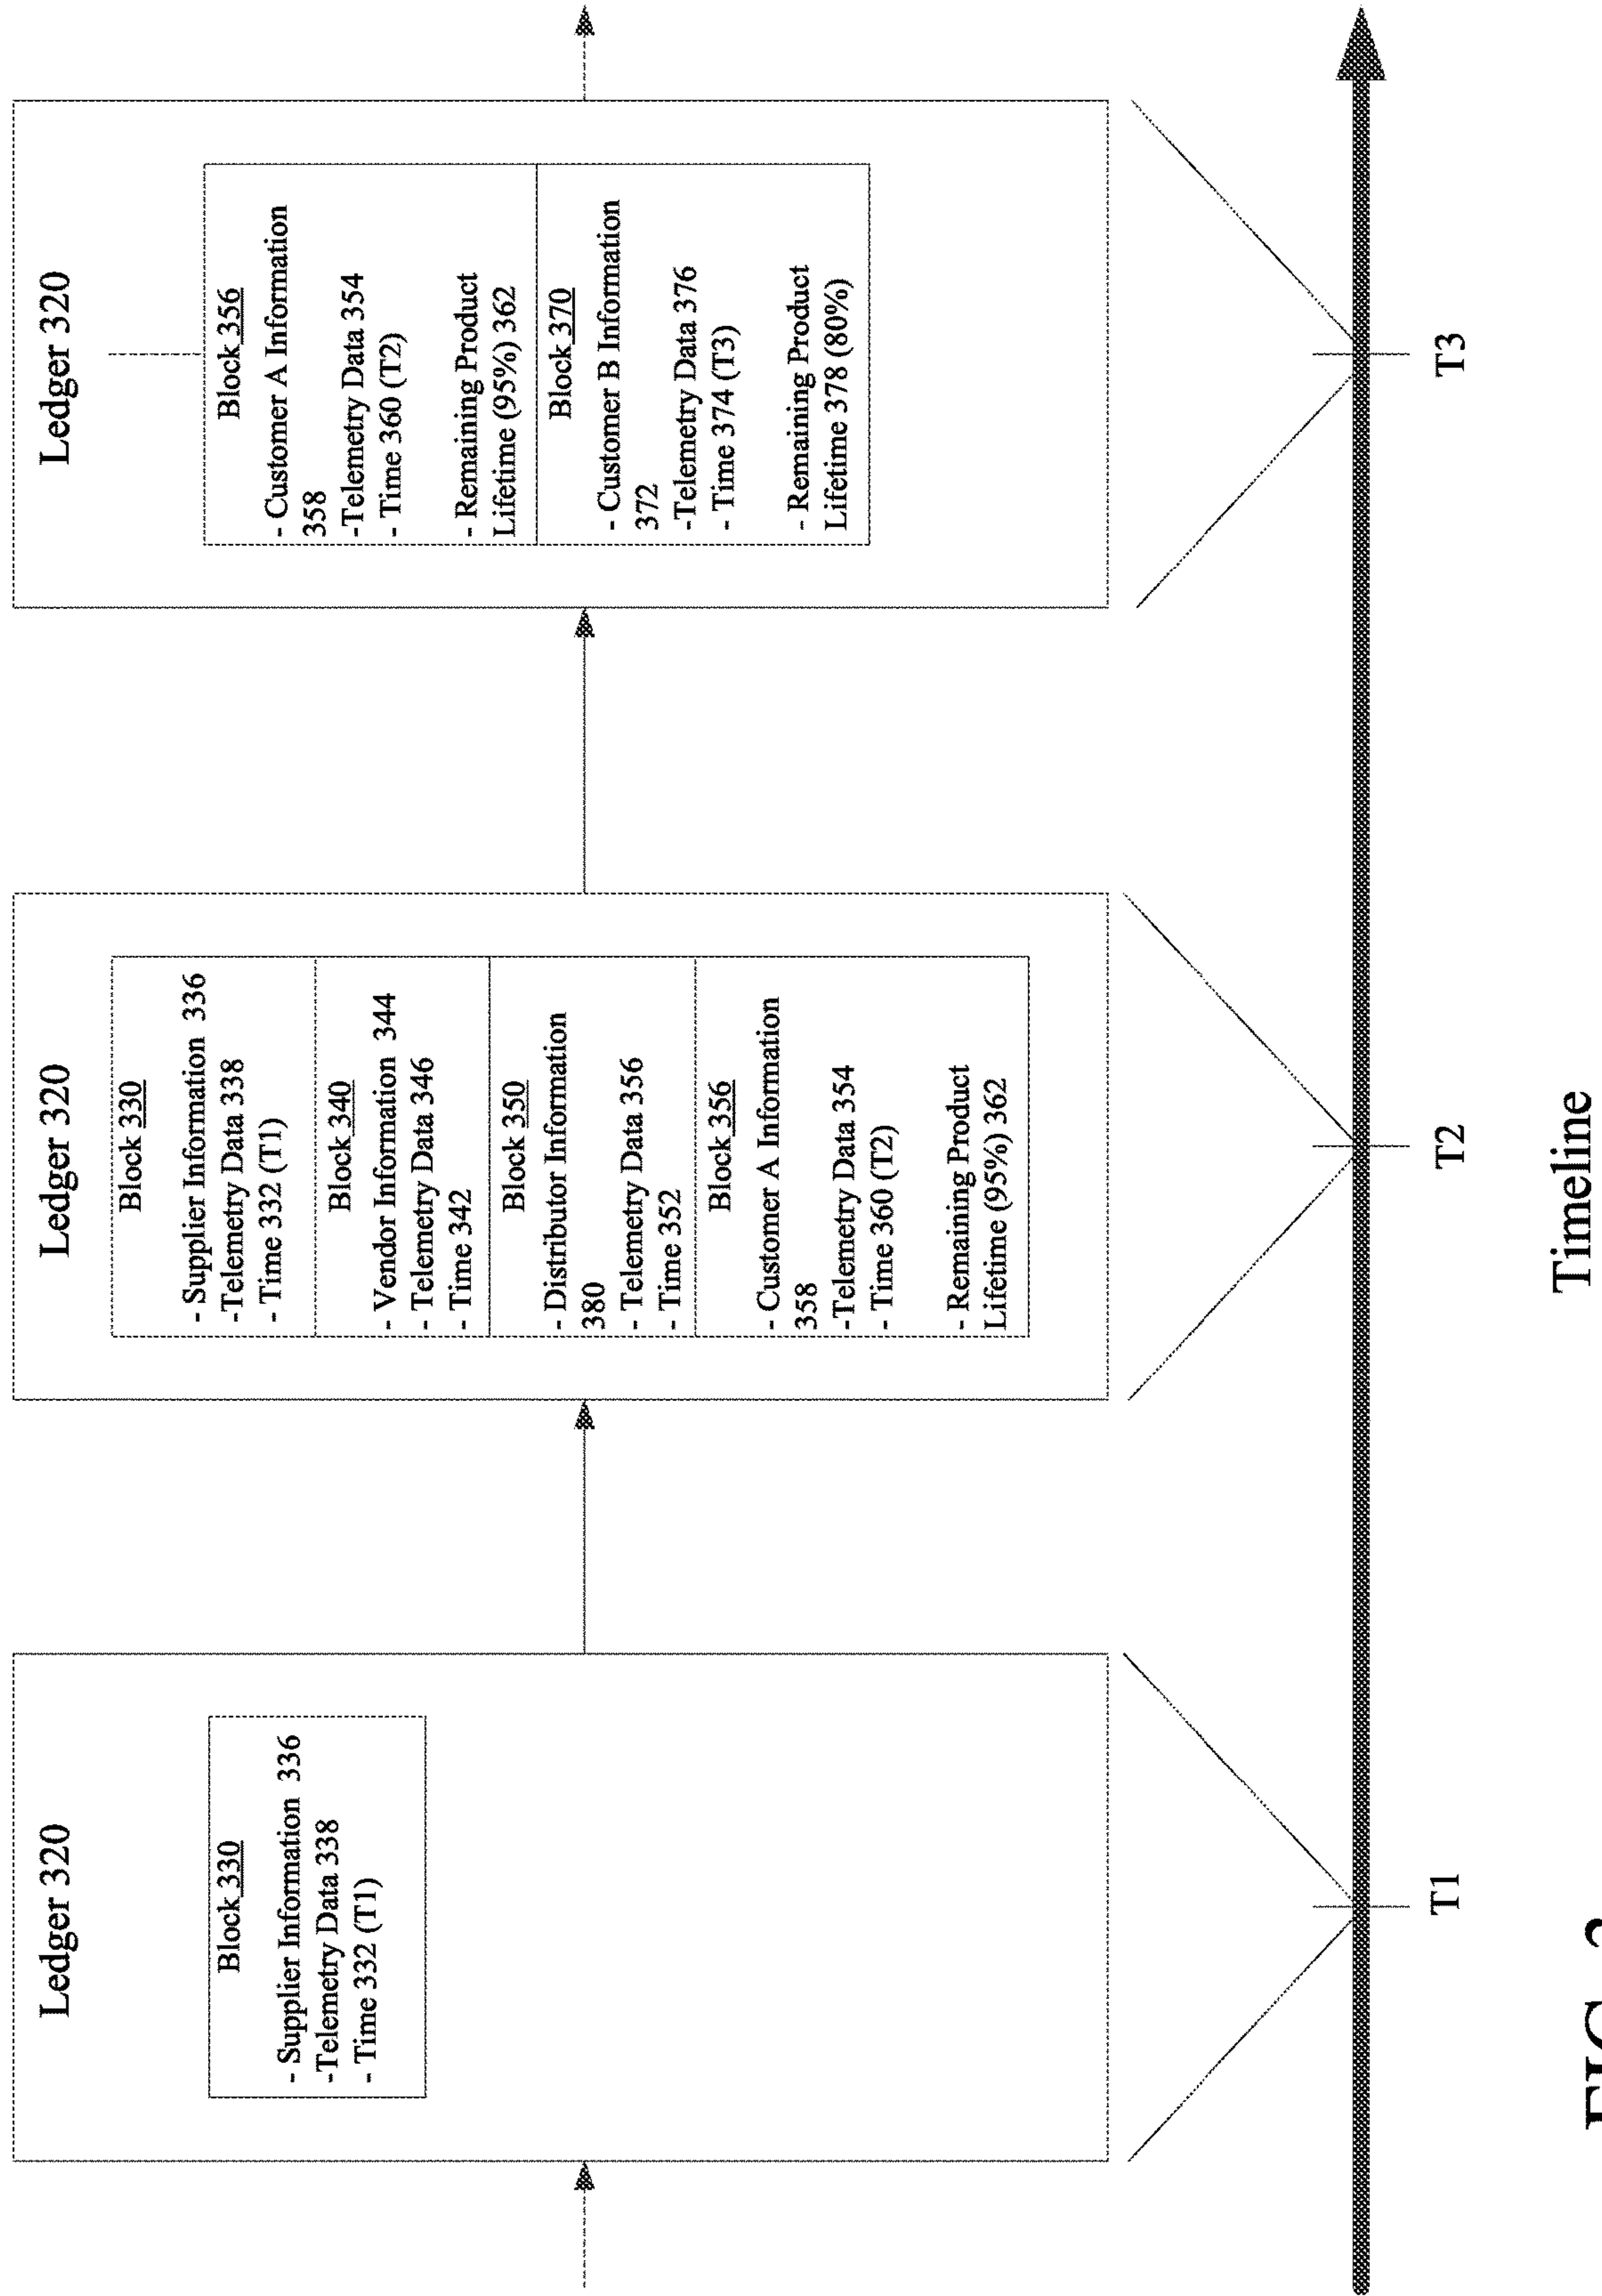 Ledger 320
Block 330
- Supplier Information 336
-Telemetry Data 338
- Time 332 (T1)
Ledger 320
Block 330
- Supplier Information 336
-Telemetry Data 338
- Time 332 (T1)
Block 340
- Vendor Information 344
- Telemetry Data 346
- Time 342
Block 350
- Distributor Information
380
- Telemetry Data 356
- Time 352
Block 356
- Customer A Information
358
-Telemetry Data 354
- Time 360 (T2)
- Remaining Product
Lifetime (95%) 362
Ledger 320
Block 356
- Customer A Information
358
-Telemetry Data 354
- Time 360 (T2)
- Remaining Product
Lifetime (95%) 362
Block 370
- Customer B Information
372
-Telemetry Data 376
- Time 374 (T3)
- Remaining Product
Lifetime 378 (80%)
T1
T2
T3
Timeline
FIG.